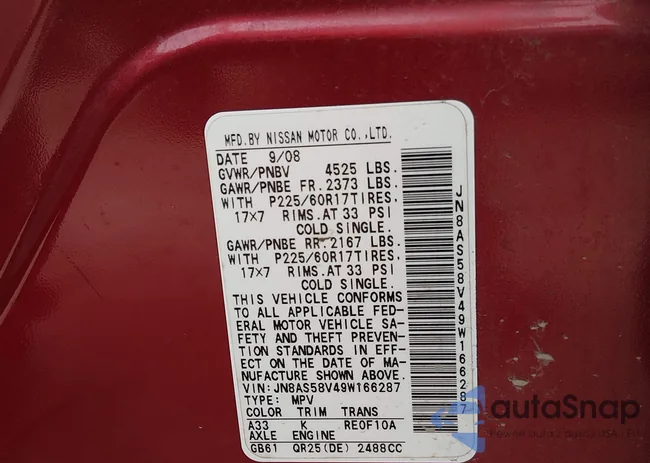 MFD.BY NISSAN MOTOR CO.,LTD.
DATE 9/08
GVWR/PNBV 4525 LBS.
GAWR/PNBE FR.2373 LBS.
WITH P225/60R17TIRES.
17×7 RIMS.AT 33 PSI
COLD SINGLE.
GAWR/PNBE RR.2167 LBS.
WITH P225/60R17TIRES.
17×7 RIMS.AT 33 PSI
COLD SINGLE.
THIS VEHICLE CONFORMS
TO ALL APPLICABLE FED-
ERAL MOTOR VEHICLE SA-
FETY AND THEFT PREVEN-
TION STANDARDS IN EFF-
ECT ON THE DATE OF MA-
NUFACTURE SHOWN ABOVE.
VIN:JN8AS58V49W166287
TYPE: MPV
COLOR TRIM TRANS
A33 K RE0F10A
AXLE ENGINE
GB61 QR25(DE) 2488CC
JN8AS58V49W166287
autoSnap